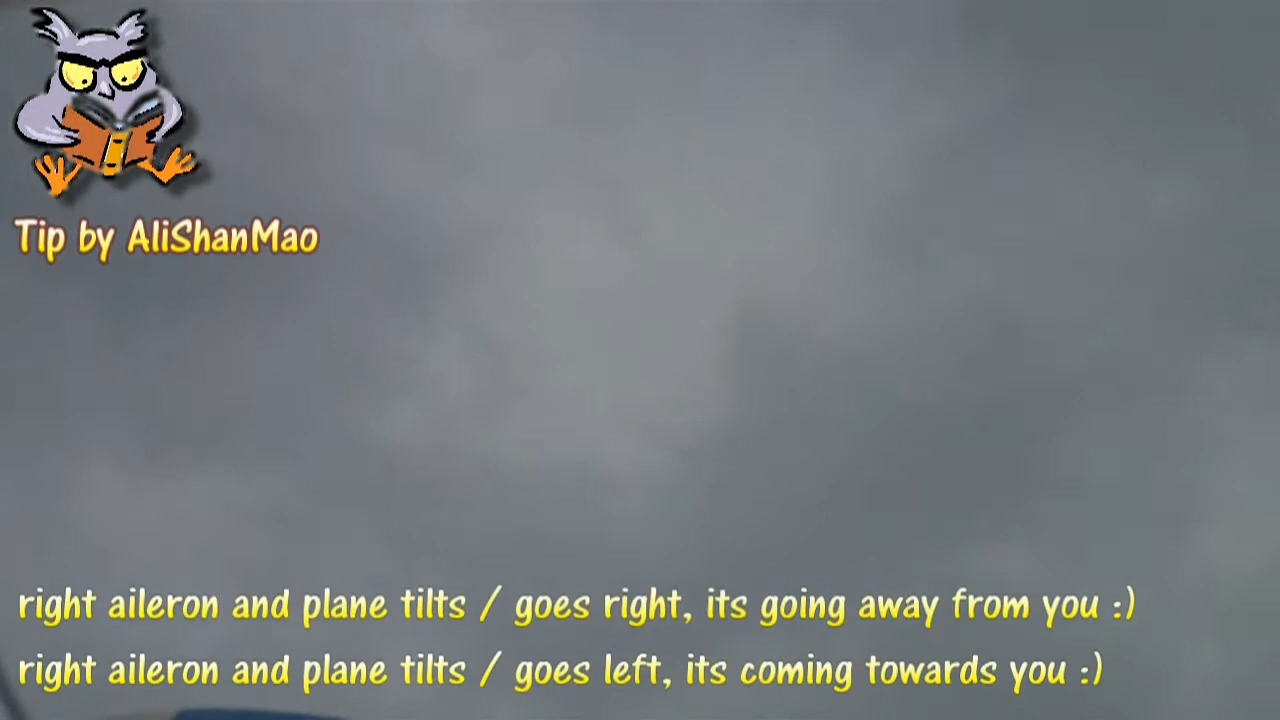 Tip by AliShanMao
right aileron and plane tilts / goes right, its going away from you :)
right aileron and plane tilts / goes left, its coming towards you :)